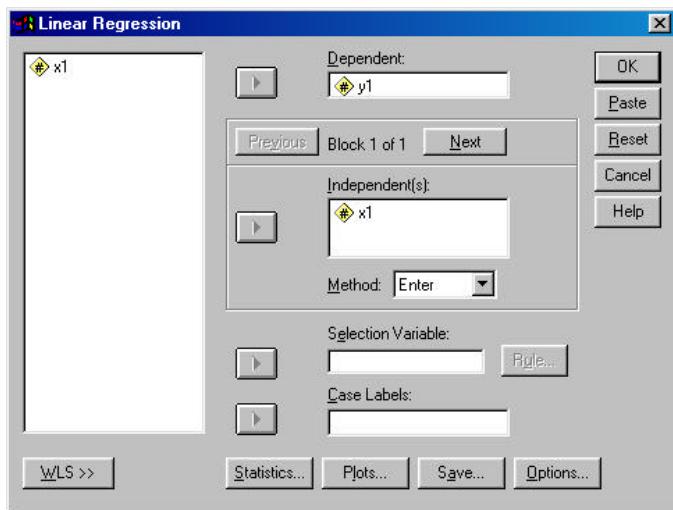 Linear Regression
x1
Dependent:
y1
OK
Paste
Reset
Cancel
Help
Previous Block 1 of 1 Next
Independent(s):
x1
Method: Enter
Selection Variable:
Rule...
Case Labels:
WLS >> Statistics... Plots... Save... Options...